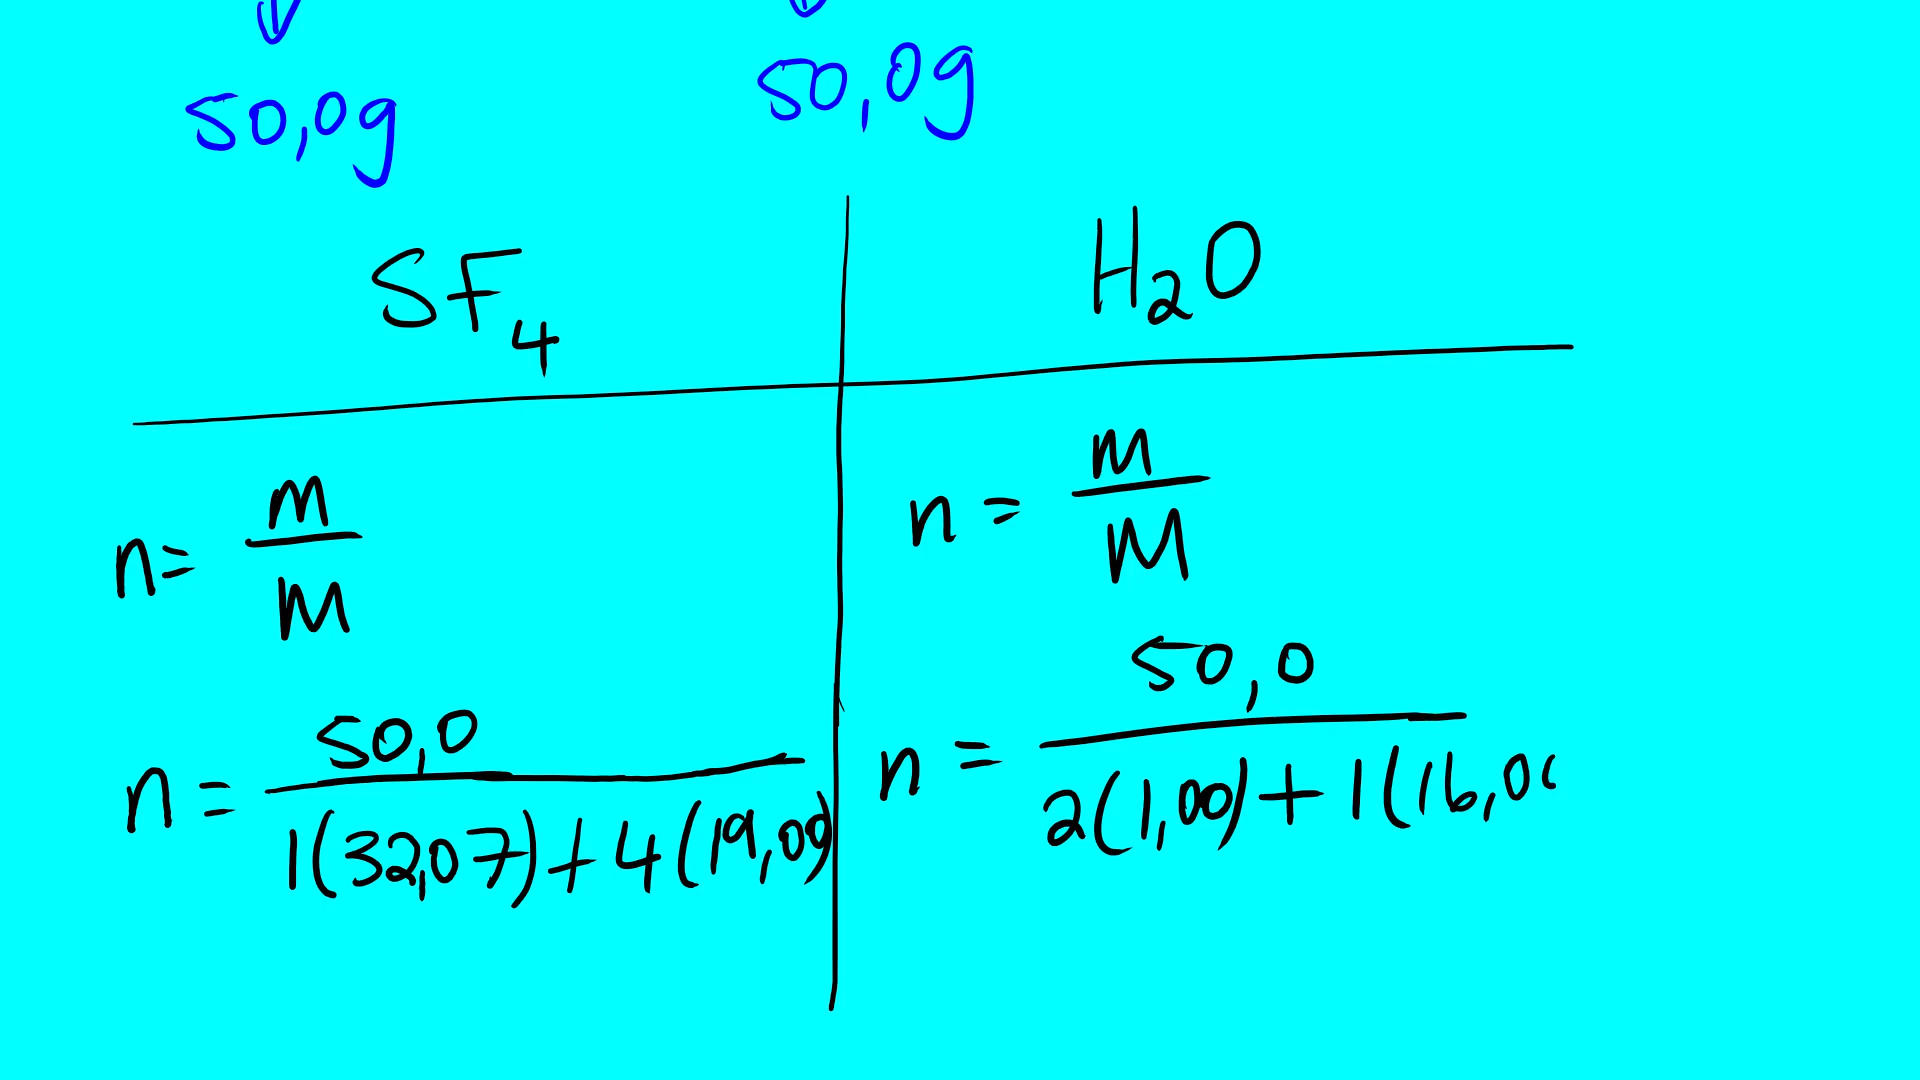 50,0g 50,0g
SF₄ H₂O
n = m/M n = m/M
n = 50,0/1(32,07)+4(19,00) n = 50,0/2(1,00)+1(16,0